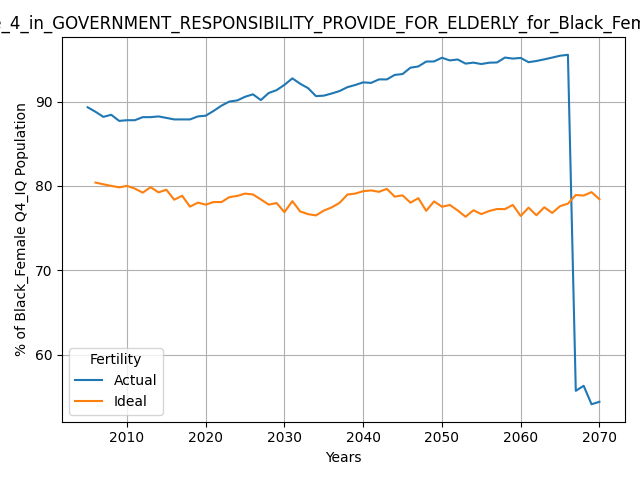 _4_in_GOVERNMENT_RESPONSIBILITY_PROVIDE_FOR_ELDERLY_for_Black_Fem
% of Black_Female Q4_IQ Population
90
80
70
60
Fertility
Actual
Ideal
2010 2020 2030 2040 2050 2060 2070
Years